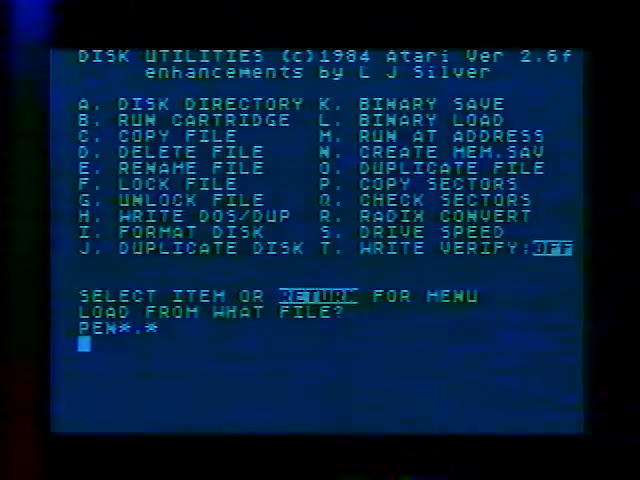 DISK UTILITIES (c)1984 Atari Ver 2.6f
enhancements by L J Silver
A. DISK DIRECTORY K. BINARY SAVE
B. RUN CARTRIDGE L. BINARY LOAD
C. COPY FILE M. RUN AT ADDRESS
D. DELETE FILE N. CREATE MEM.SAV
E. RENAME FILE O. DUPLICATE FILE
F. LOCK FILE P. COPY SECTORS
G. UNLOCK FILE Q. CHECK SECTORS
H. WRITE DOS/DUP R. RADIX CONVERT
I. FORMAT DISK S. DRIVE SPEED
J. DUPLICATE DISK T. WRITE VERIFY:OFF
SELECT ITEM OR RETURN FOR MENU
LOAD FROM WHAT FILE?
PEN*.*